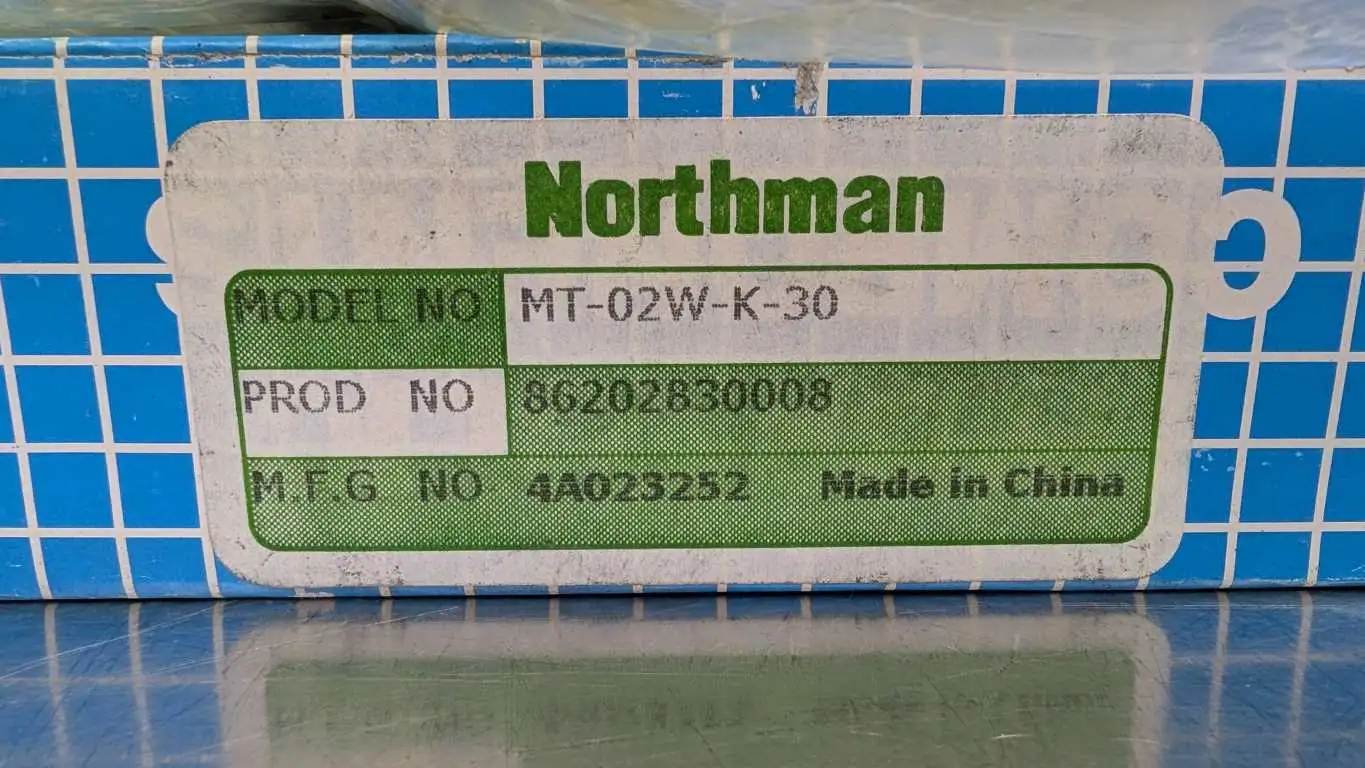 Northman
MODEL NO MT-02W-K-30
PROD NO 86202830008
M.F.G NO 4A023252 Made in China